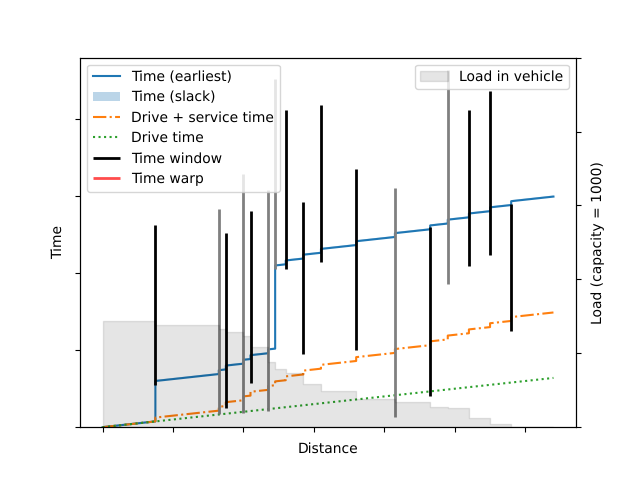 Time (earliest)
Time (slack)
Drive + service time
Drive time
Time window
Time warp
Load in vehicle
Time
Load (capacity = 1000)
Distance